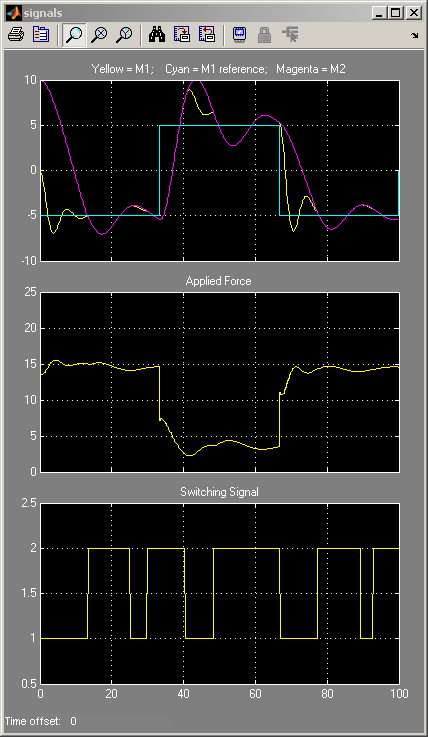 signals
Yellow = M1; Cyan = M1 reference; Magenta = M2
10
5
0
-5
-10
Applied Force
25
20
15
10
5
0
Switching Signal
2.5
2
1.5
1
0.5
0 20 40 60 80 100
Time offset: 0